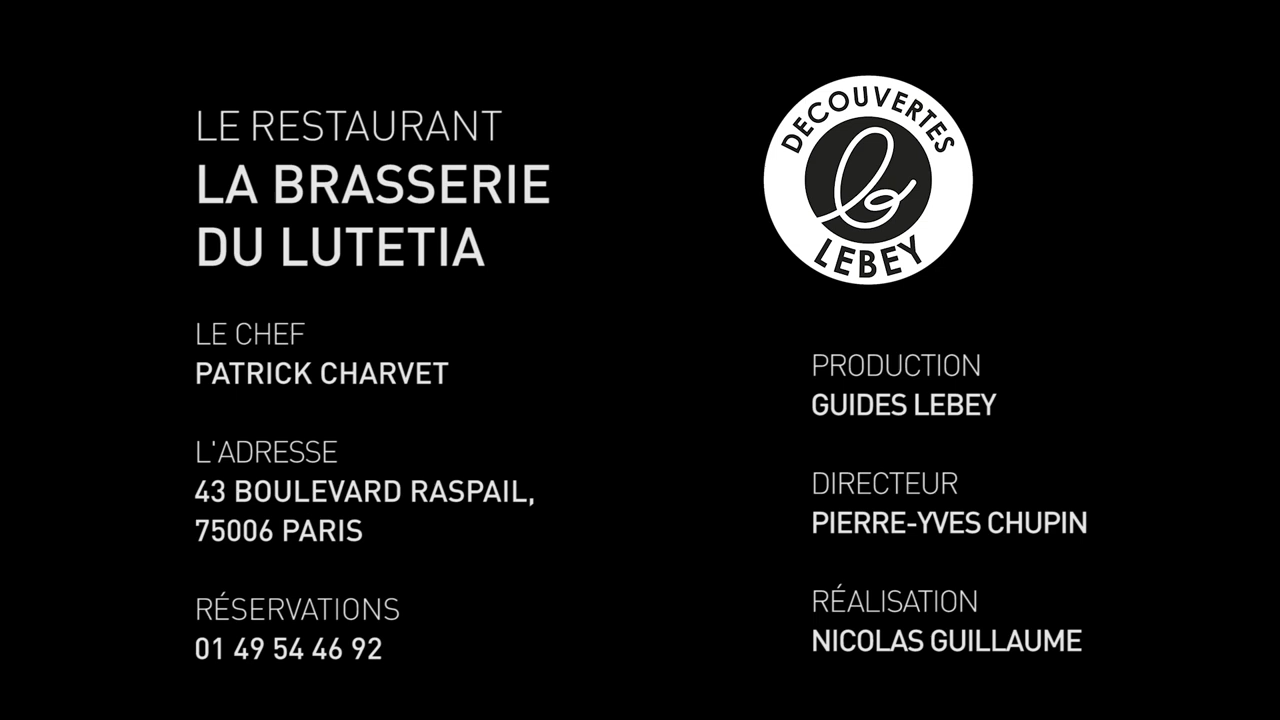 LE RESTAURANT
LA BRASSERIE
DU LUTETIA
LE CHEF
PATRICK CHARVET
L'ADRESSE
43 BOULEVARD RASPAIL,
75006 PARIS
RÉSERVATIONS
01 49 54 46 92
DECOUVERTES
LEBEY
PRODUCTION
GUIDES LEBEY
DIRECTEUR
PIERRE-YVES CHUPIN
RÉALISATION
NICOLAS GUILLAUME